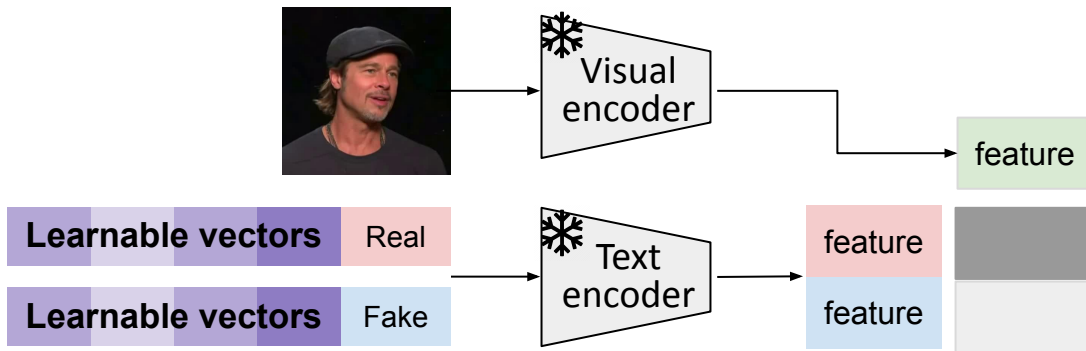 Visual
encoder
feature
Learnable vectors Real
Text
encoder
feature
Learnable vectors Fake
feature